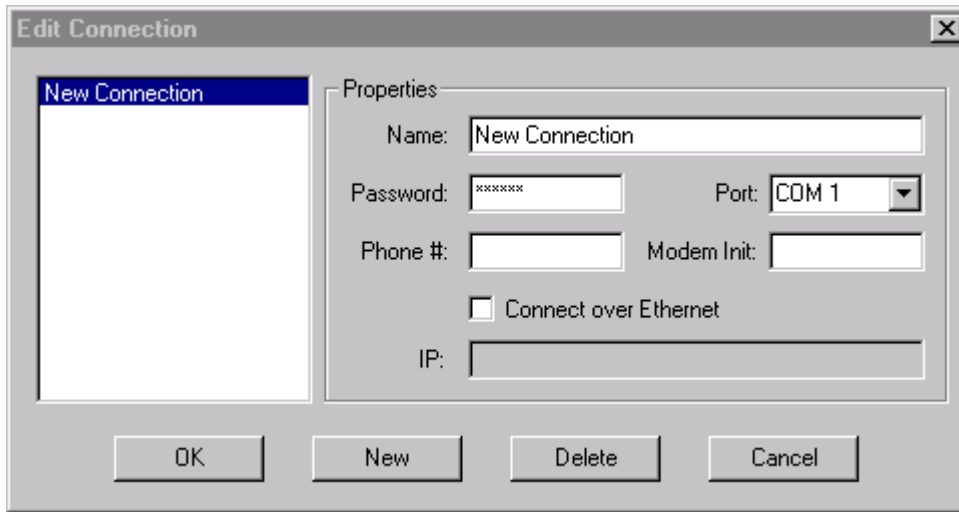 Edit Connection
New Connection
Properties
Name: New Connection
Password: xxxxxx Port: COM 1
Phone #: Modem Init:
Connect over Ethernet
IP:
OK New Delete Cancel